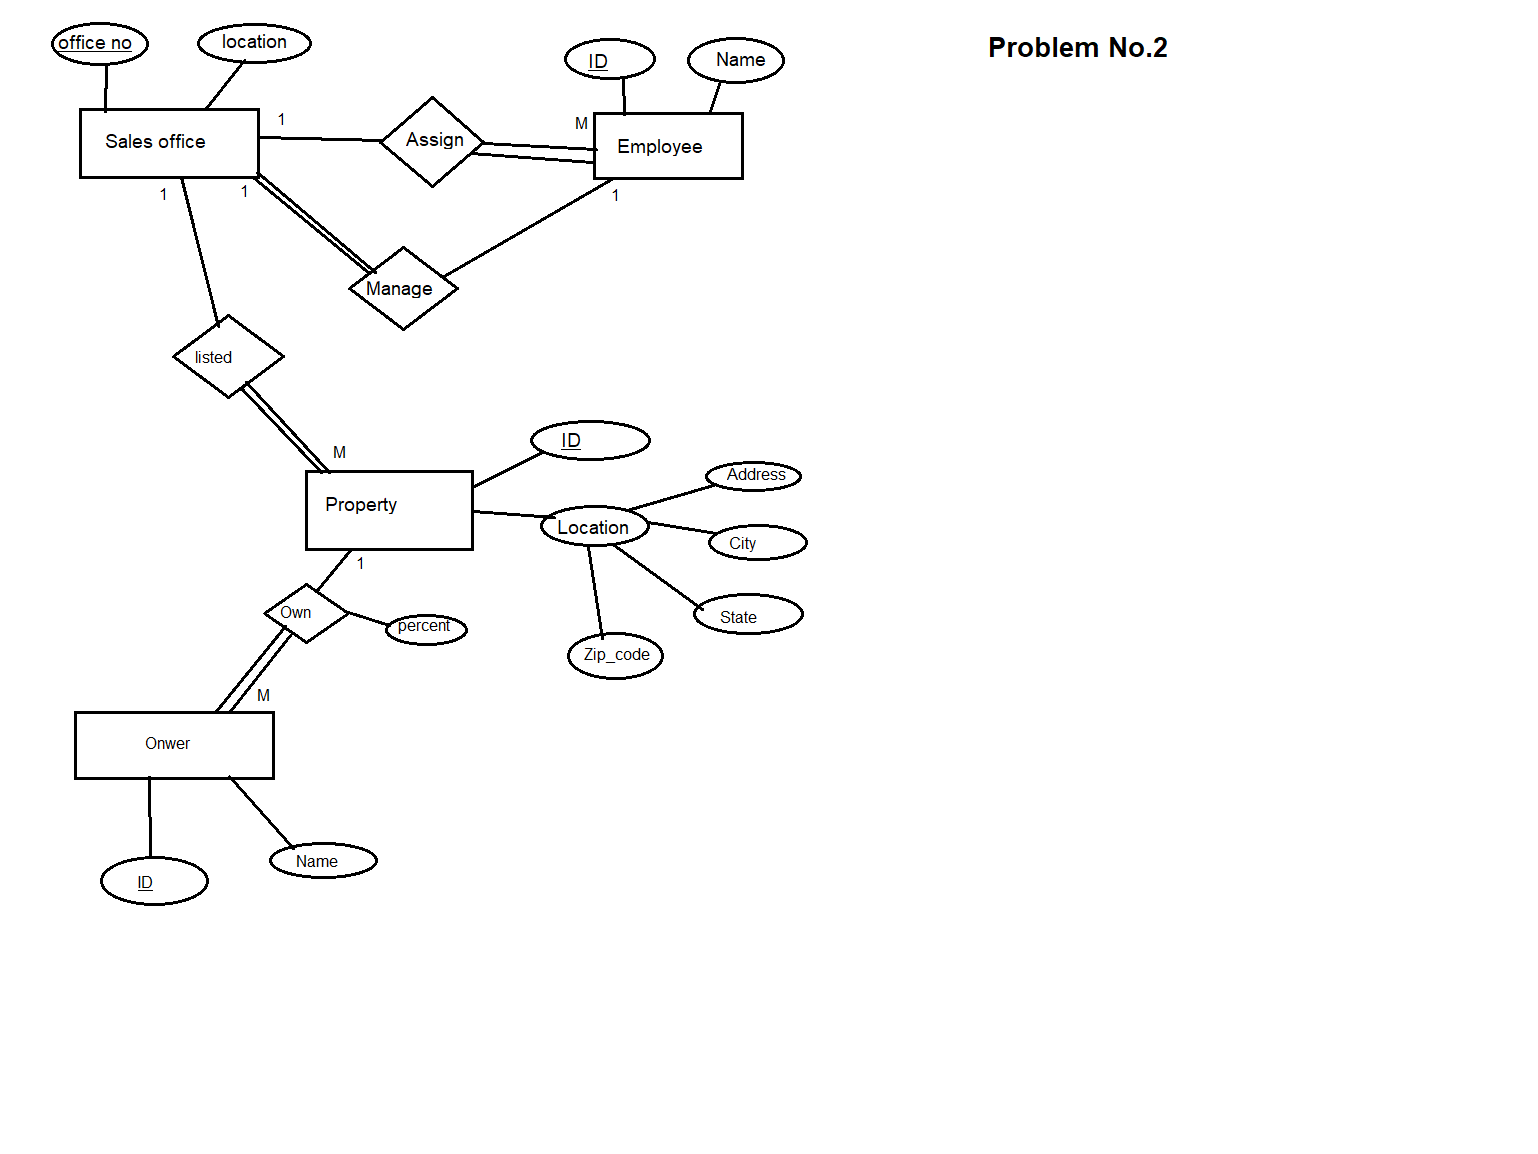 office no
location
ID
Name
Problem No.2
1
M
Sales office
Assign
Employee
1
1
1
Manage
listed
M
ID
Address
Property
Location
City
1
Own
percent
State
Zip_code
M
Onwer
Name
ID